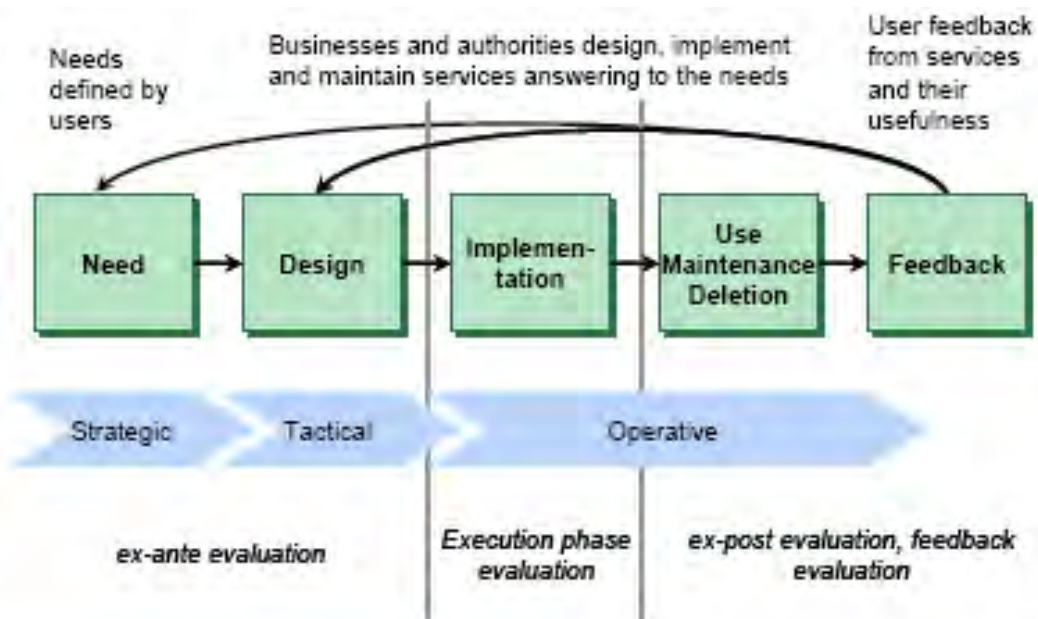 Needs
defined by
users
Businesses and authorities design, implement
and maintain services answering to the needs
User feedback
from services
and their
usefulness
Need
Design
Implemen-
tation
Use
Maintenance
Deletion
Feedback
Strategic
Tactical
Operative
ex-ante evaluation
Execution phase
evaluation
ex-post evaluation, feedback
evaluation